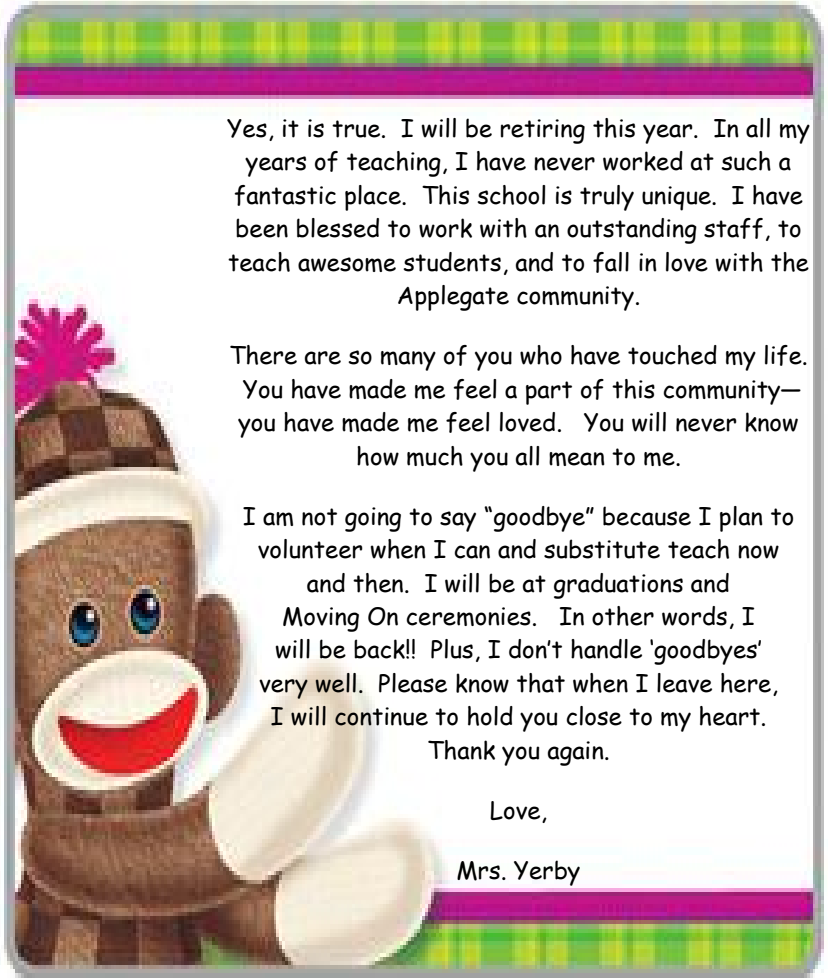 Yes, it is true.  I will be retiring this year.  In all my
years of teaching, I have never worked at such a
fantastic place.  This school is truly unique.  I have
been blessed to work with an outstanding staff, to
teach awesome students, and to fall in love with the
Applegate community.
There are so many of you who have touched my life.
You have made me feel a part of this community—
you have made me feel loved.   You will never know
how much you all mean to me.
I am not going to say “goodbye” because I plan to
volunteer when I can and substitute teach now
and then.  I will be at graduations and
Moving On ceremonies.   In other words, I
will be back!!  Plus, I don’t handle ‘goodbyes’
very well.  Please know that when I leave here,
I will continue to hold you close to my heart.
Thank you again.
Love,
Mrs. Yerby